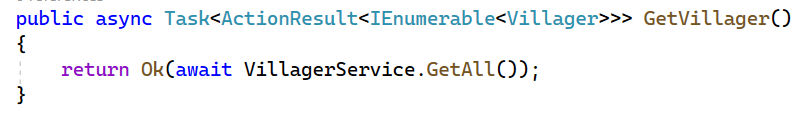 public async Task<ActionResult<IEnumerable<Villager>>> GetVillager()
{
    return Ok(await VillagerService.GetAll());
}